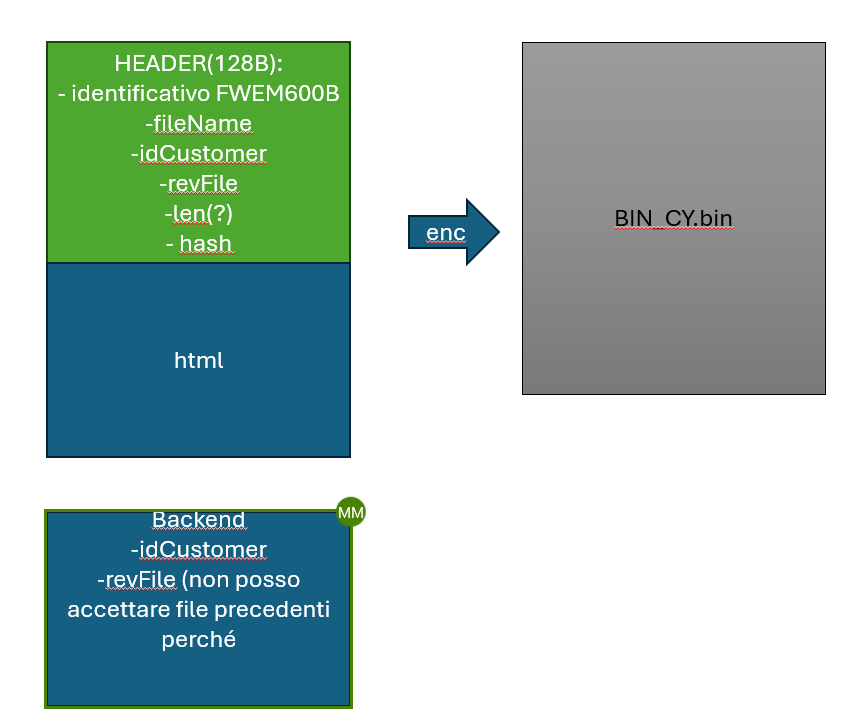 HEADER(128B):
- identificativo FWEM600B
-fileName
-idCustomer
-revFile
-len(?)
- hash
html
enc
BIN_CY.bin
MM
Backend
-idCustomer
-revFile (non posso
accettare file precedenti
perché